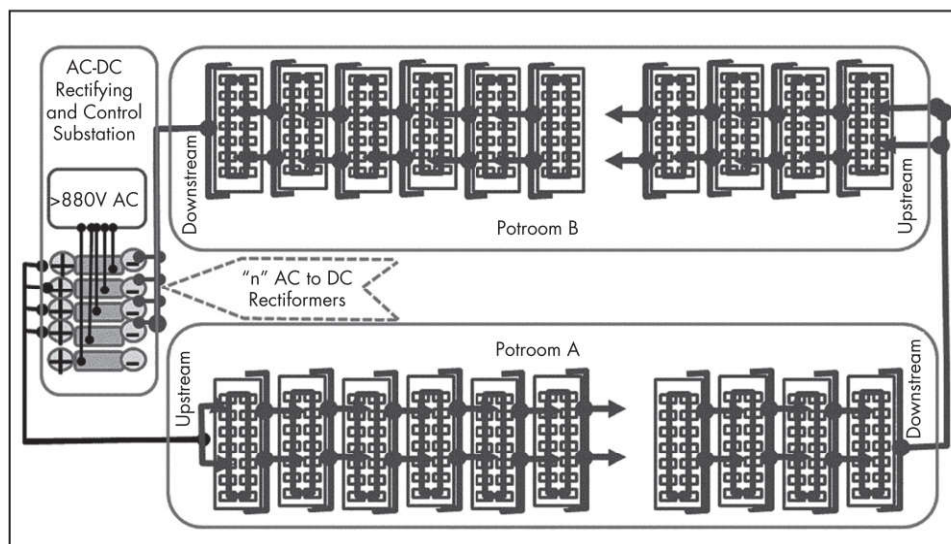 AC-DC
Rectifying
and Control
Substation
>880V AC
+ -
+ -
+ -
+ -
+ -
Downstream
Potroom B
Upstream
"n" AC to DC
Rectiformers
Upstream
Potroom A
Downstream